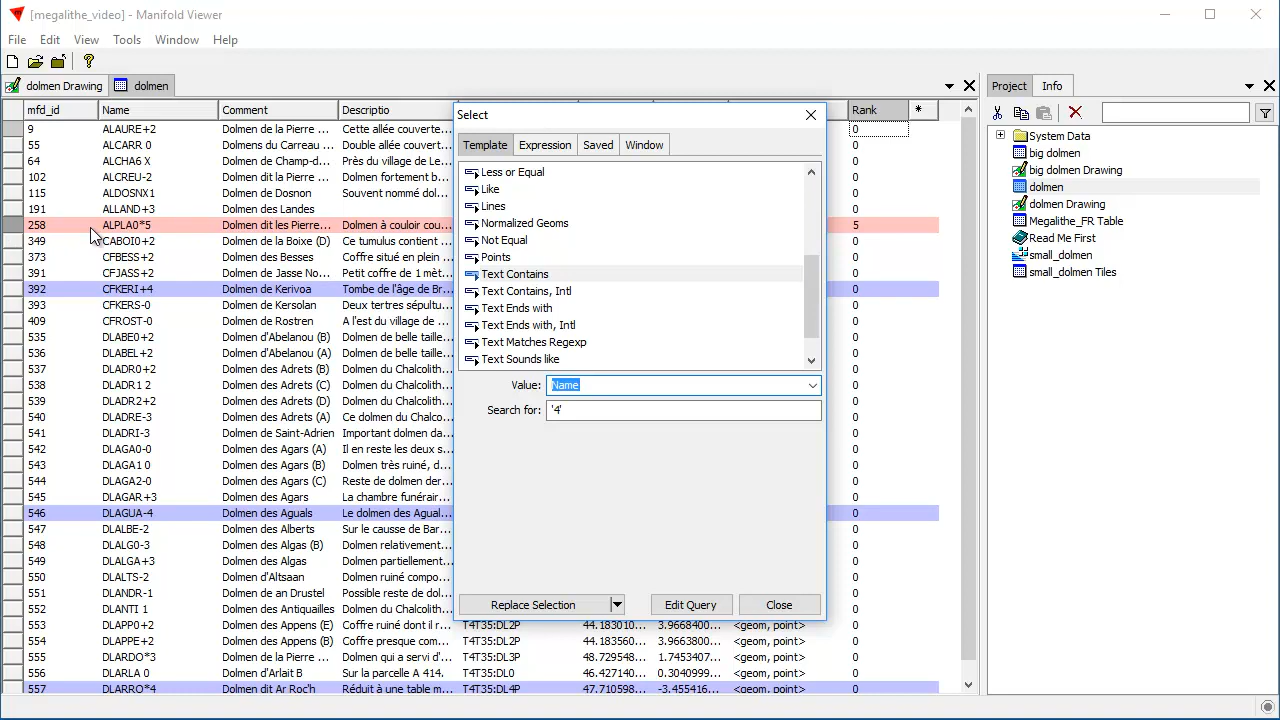 [megalithe_video] - Manifold Viewer
File Edit View Tools Window Help
dolmen Drawing dolmen
mfd_id Name Comment Descriptio Rank *
9 ALAURE+2 Dolmen de la Pierre ... Cette allée couverte... 0
55 ALCARR 0 Dolmens du Carreau ... Double allée couvert... 0
64 ALCHA6 X Dolmen de Champ-d... Près du village de Le... 0
102 ALCREU-2 Dolmen dit la Pierre ... Dolmen fortement b... 0
115 ALDOSNX1 Dolmen de Dosnon Souvent nommé dol... 0
191 ALLAND+3 Dolmen des Landes 0
258 ALPLA0*5 Dolmen dit les Pierre... Dolmen à couloir cou... 5
349 CABOI0+2 Dolmen de la Boixe (D) Ce tumulus contient ... 0
373 CFBESS+2 Dolmen des Besses Coffre situé en plein ... 0
391 CFJASS+2 Dolmen de Jasse No... Petit coffre de 1 mèt... 0
392 CFKERI+4 Dolmen de Kerivoa Tombe de l'âge de Br... 0
393 CFKERS-0 Dolmen de Kersolan Deux tertres sépultu... 0
409 CFROST-0 Dolmen de Rostren A l'est du village de ... 0
535 DLABE0+2 Dolmen d'Abelanou (B) Dolmen de belle taille... 0
536 DLABEL+2 Dolmen d'Abelanou (A) Dolmen de belle taille... 0
537 DLADR0+2 Dolmen des Adrets (B) Dolmen du Chalcolith... 0
538 DLADR1 2 Dolmen des Adrets (C) Dolmen du Chalcolith... 0
539 DLADR2+2 Dolmen des Adrets (D) Dolmen du Chalcolith... 0
540 DLADRE-3 Dolmen des Adrets (A) Ce dolmen du Chalco... 0
541 DLADRI-3 Dolmen de Saint-Adrien Important dolmen da... 0
542 DLAGA0-0 Dolmen des Agars (A) Il en reste les deux s... 0
543 DLAGA1 0 Dolmen des Agars (B) Dolmen très ruiné, d... 0
544 DLAGA2-0 Dolmen des Agars (C) Reste de dolmen der... 0
545 DLAGAR+3 Dolmen des Agars La chambre funérair... 0
546 DLAGUA-4 Dolmen des Aguals Le dolmen des Agual... 0
547 DLALBE-2 Dolmen des Alberts Sur le causse de Bar... 0
548 DLALG0-3 Dolmen des Algas (B) Dolmen relativement... 0
549 DLALGA+3 Dolmen des Algas Dolmen partiellement... 0
550 DLALTS-2 Dolmen d'Altsaan Dolmen ruiné compo... 0
551 DLANDR-1 Dolmen de an Drustel Possible reste de dol... 0
552 DLANTI 1 Dolmen des Antiquailles Dolmen du Chalcolith... 0
553 DLAPP0+2 Dolmen des Appens (E) Coffre ruiné dont il r... T4T35:DL2P 44.183010... 3.9668400... <geom, point> 0
554 DLAPPE+2 Dolmen des Appens (D) Coffre presque com... T4T35:DL2P 44.183560... 3.9663800... <geom, point> 0
555 DLARDO*3 Dolmen de la Pierre ... Dolmen qui a servi d'... T4T35:DL3P 48.729548... 1.7453407... <geom, point> 0
556 DLARLA 0 Dolmen d'Arlait B Sur la parcelle A 414. T4T35:DL0 46.427140... 0.3040999... <geom, point> 0
557 DLARRO*4 Dolmen dit Ar Roc'h Réduit à une table m... T4T35:DL4P 47.710598... -3.455416... <geom, point> 0
Select
Template Expression Saved Window
Less or Equal
Like
Lines
Normalized Geoms
Not Equal
Points
Text Contains
Text Contains, Intl
Text Ends with
Text Ends with, Intl
Text Matches Regexp
Text Sounds like
Value: Name
Search for: '4'
Replace Selection Edit Query Close
Project Info
System Data
big dolmen
big dolmen Drawing
dolmen
dolmen Drawing
Megalithe_FR Table
Read Me First
small_dolmen
small_dolmen Tiles